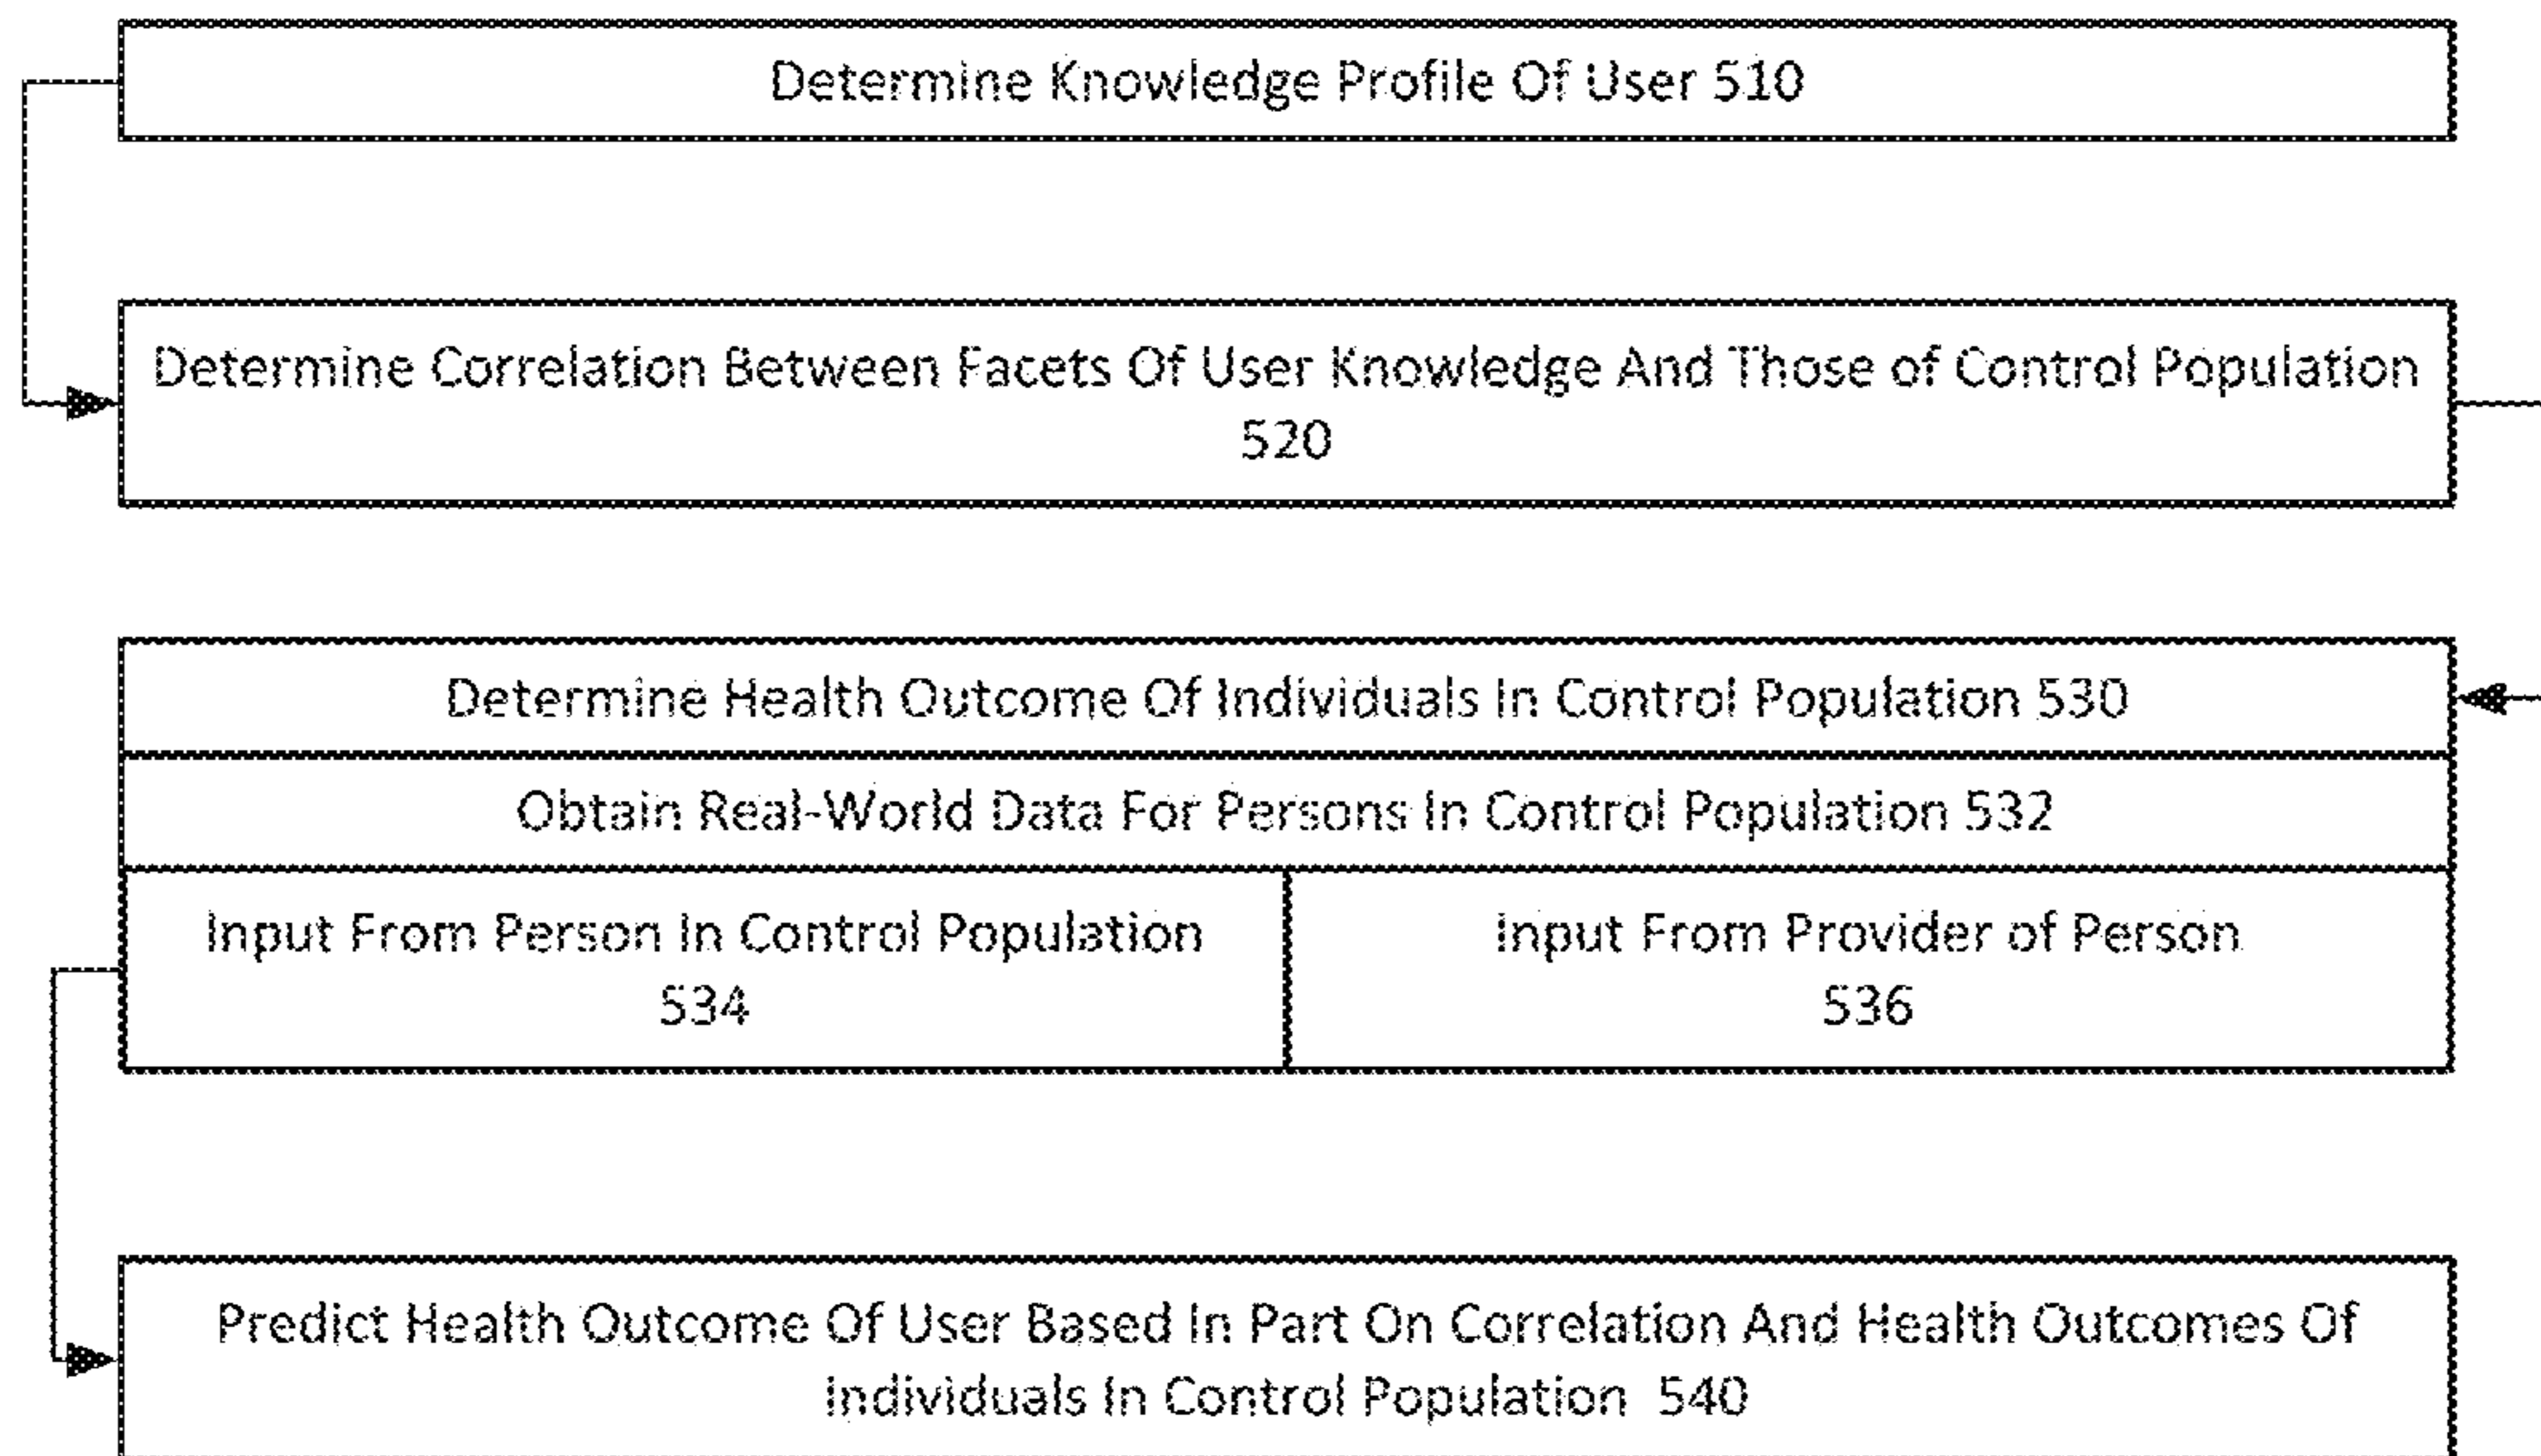 Determine Knowledge Profile Of User 510
Determine Correlation Between Facets Of User Knowledge And Those of Control Population
520
Determine Health Outcome Of Individuals In Control Population 530
Obtain Real-World Data For Persons In Control Population 532
Input From Person In Control Population
534
Input From Provider of Person
536
Predict Health Outcome Of User Based In Part On Correlation And Health Outcomes Of
Individuals In Control Population 540